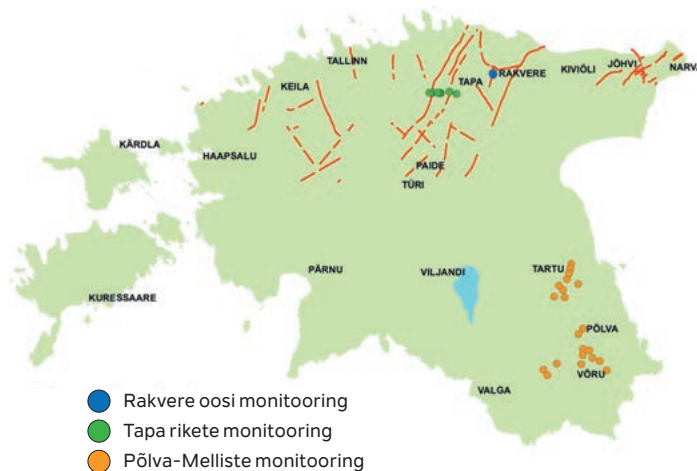 TALLINN
RAKVERE
KIVIÕLI
JÕHVI
NARVA
TAPA
KEILA
KÄRDLA
HAAPSALU
PAIDE
TÜRI
PÄRNU
VILJANDI
TARTU
KURESSAARE
PÕLVA
VÕRU
VALGA
Rakvere oosi monitooring
Tapa rikete monitooring
Põlva-Melliste monitooring